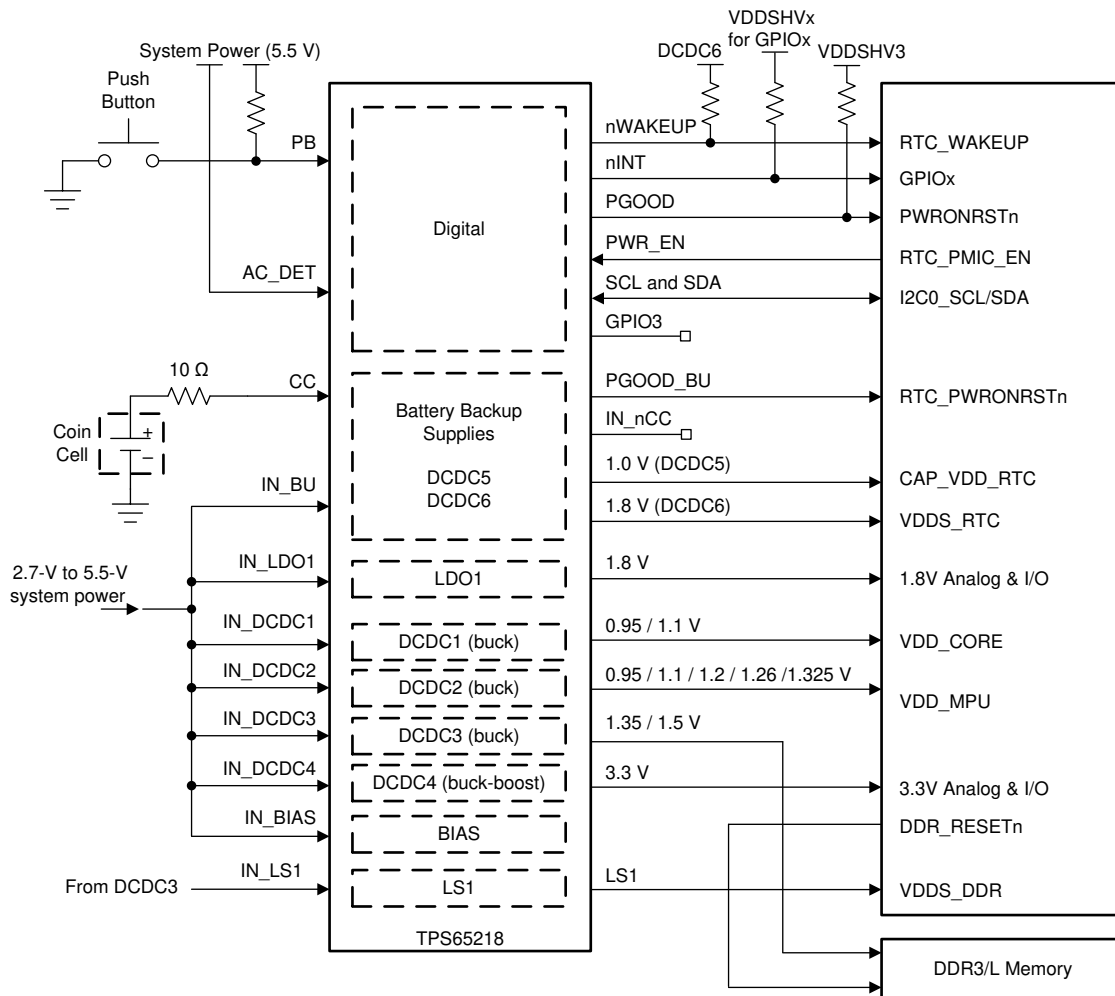 VDDSHVx
for GPIOx
System Power (5.5 V)
DCDC6
VDDSHV3
Push
Button
PB
AC_DET
Digital
nWAKEUP
RTC_WAKEUP
nINT
GPIOx
PGOOD
PWRONRSTn
PWR_EN
RTC_PMIC_EN
SCL and SDA
I2C0_SCL/SDA
GPIO3
10 Ω
CC
Coin
Cell
+
–
Battery Backup
Supplies
DCDC5
DCDC6
PGOOD_BU
RTC_PWRONRSTn
IN_nCC
1.0 V (DCDC5)
CAP_VDD_RTC
1.8 V (DCDC6)
VDDS_RTC
IN_BU
2.7-V to 5.5-V
system power
IN_LDO1
LDO1
1.8 V
1.8V Analog & I/O
IN_DCDC1
DCDC1 (buck)
0.95 / 1.1 V
VDD_CORE
IN_DCDC2
DCDC2 (buck)
0.95 / 1.1 / 1.2 / 1.26 /1.325 V
VDD_MPU
IN_DCDC3
DCDC3 (buck)
1.35 / 1.5 V
IN_DCDC4
DCDC4 (buck-boost)
3.3 V
3.3V Analog & I/O
IN_BIAS
BIAS
DDR_RESETn
From DCDC3
IN_LS1
LS1
LS1
VDDS_DDR
TPS65218
DDR3/L Memory